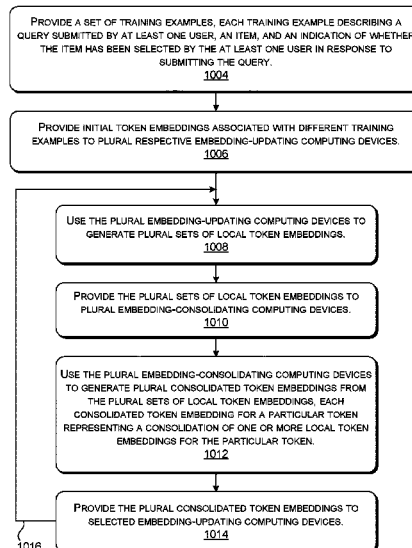 PROVIDE A SET OF TRAINING EXAMPLES, EACH TRAINING EXAMPLE DESCRIBING A
QUERY SUBMITTED BY AT LEAST ONE USER, AN ITEM, AND AN INDICATION OF WHETHER
THE ITEM HAS BEEN SELECTED BY THE AT LEAST ONE USER IN RESPONSE TO
SUBMITTING THE QUERY.
1004
PROVIDE INITIAL TOKEN EMBEDDINGS ASSOCIATED WITH DIFFERENT TRAINING
EXAMPLES TO PLURAL RESPECTIVE EMBEDDING-UPDATING COMPUTING DEVICES.
1006
USE THE PLURAL EMBEDDING-UPDATING COMPUTING DEVICES TO
GENERATE PLURAL SETS OF LOCAL TOKEN EMBEDDINGS.
1008
PROVIDE THE PLURAL SETS OF LOCAL TOKEN EMBEDDINGS TO
PLURAL EMBEDDING-CONSOLIDATING COMPUTING DEVICES.
1010
USE THE PLURAL EMBEDDING-CONSOLIDATING COMPUTING DEVICES
TO GENERATE PLURAL CONSOLIDATED TOKEN EMBEDDINGS FROM
THE PLURAL SETS OF LOCAL TOKEN EMBEDDINGS, EACH
CONSOLIDATED TOKEN EMBEDDING FOR A PARTICULAR TOKEN
REPRESENTING A CONSOLIDATION OF ONE OR MORE LOCAL TOKEN
EMBEDDINGS FOR THE PARTICULAR TOKEN.
1012
PROVIDE THE PLURAL CONSOLIDATED TOKEN EMBEDDINGS TO
SELECTED EMBEDDING-UPDATING COMPUTING DEVICES.
1014
1016